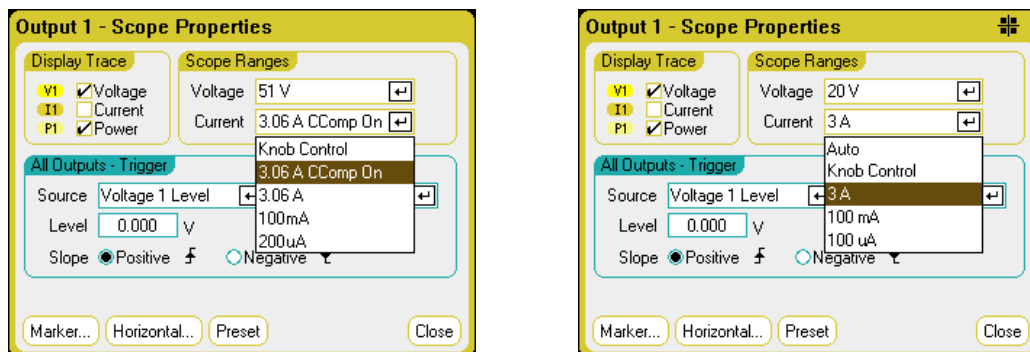 Output 1 - Scope Properties
Display Trace
Scope Ranges
V1 Voltage
I1 Current
P1 Power
Voltage 51 V
Current 3.06 A CComp On
Knob Control
3.06 A CComp On
3.06 A
100mA
200uA
All Outputs - Trigger
Source Voltage 1 Level
Level 0.000 V
Slope Positive Negative
Marker... Horizontal... Preset Close
Output 1 - Scope Properties
Display Trace
Scope Ranges
V1 Voltage
I1 Current
P1 Power
Voltage 20 V
Current 3 A
Auto
Knob Control
3 A
100 mA
100 uA
All Outputs - Trigger
Source Voltage 1 Level
Level 0.000 V
Slope Positive Negative
Marker... Horizontal... Preset Close